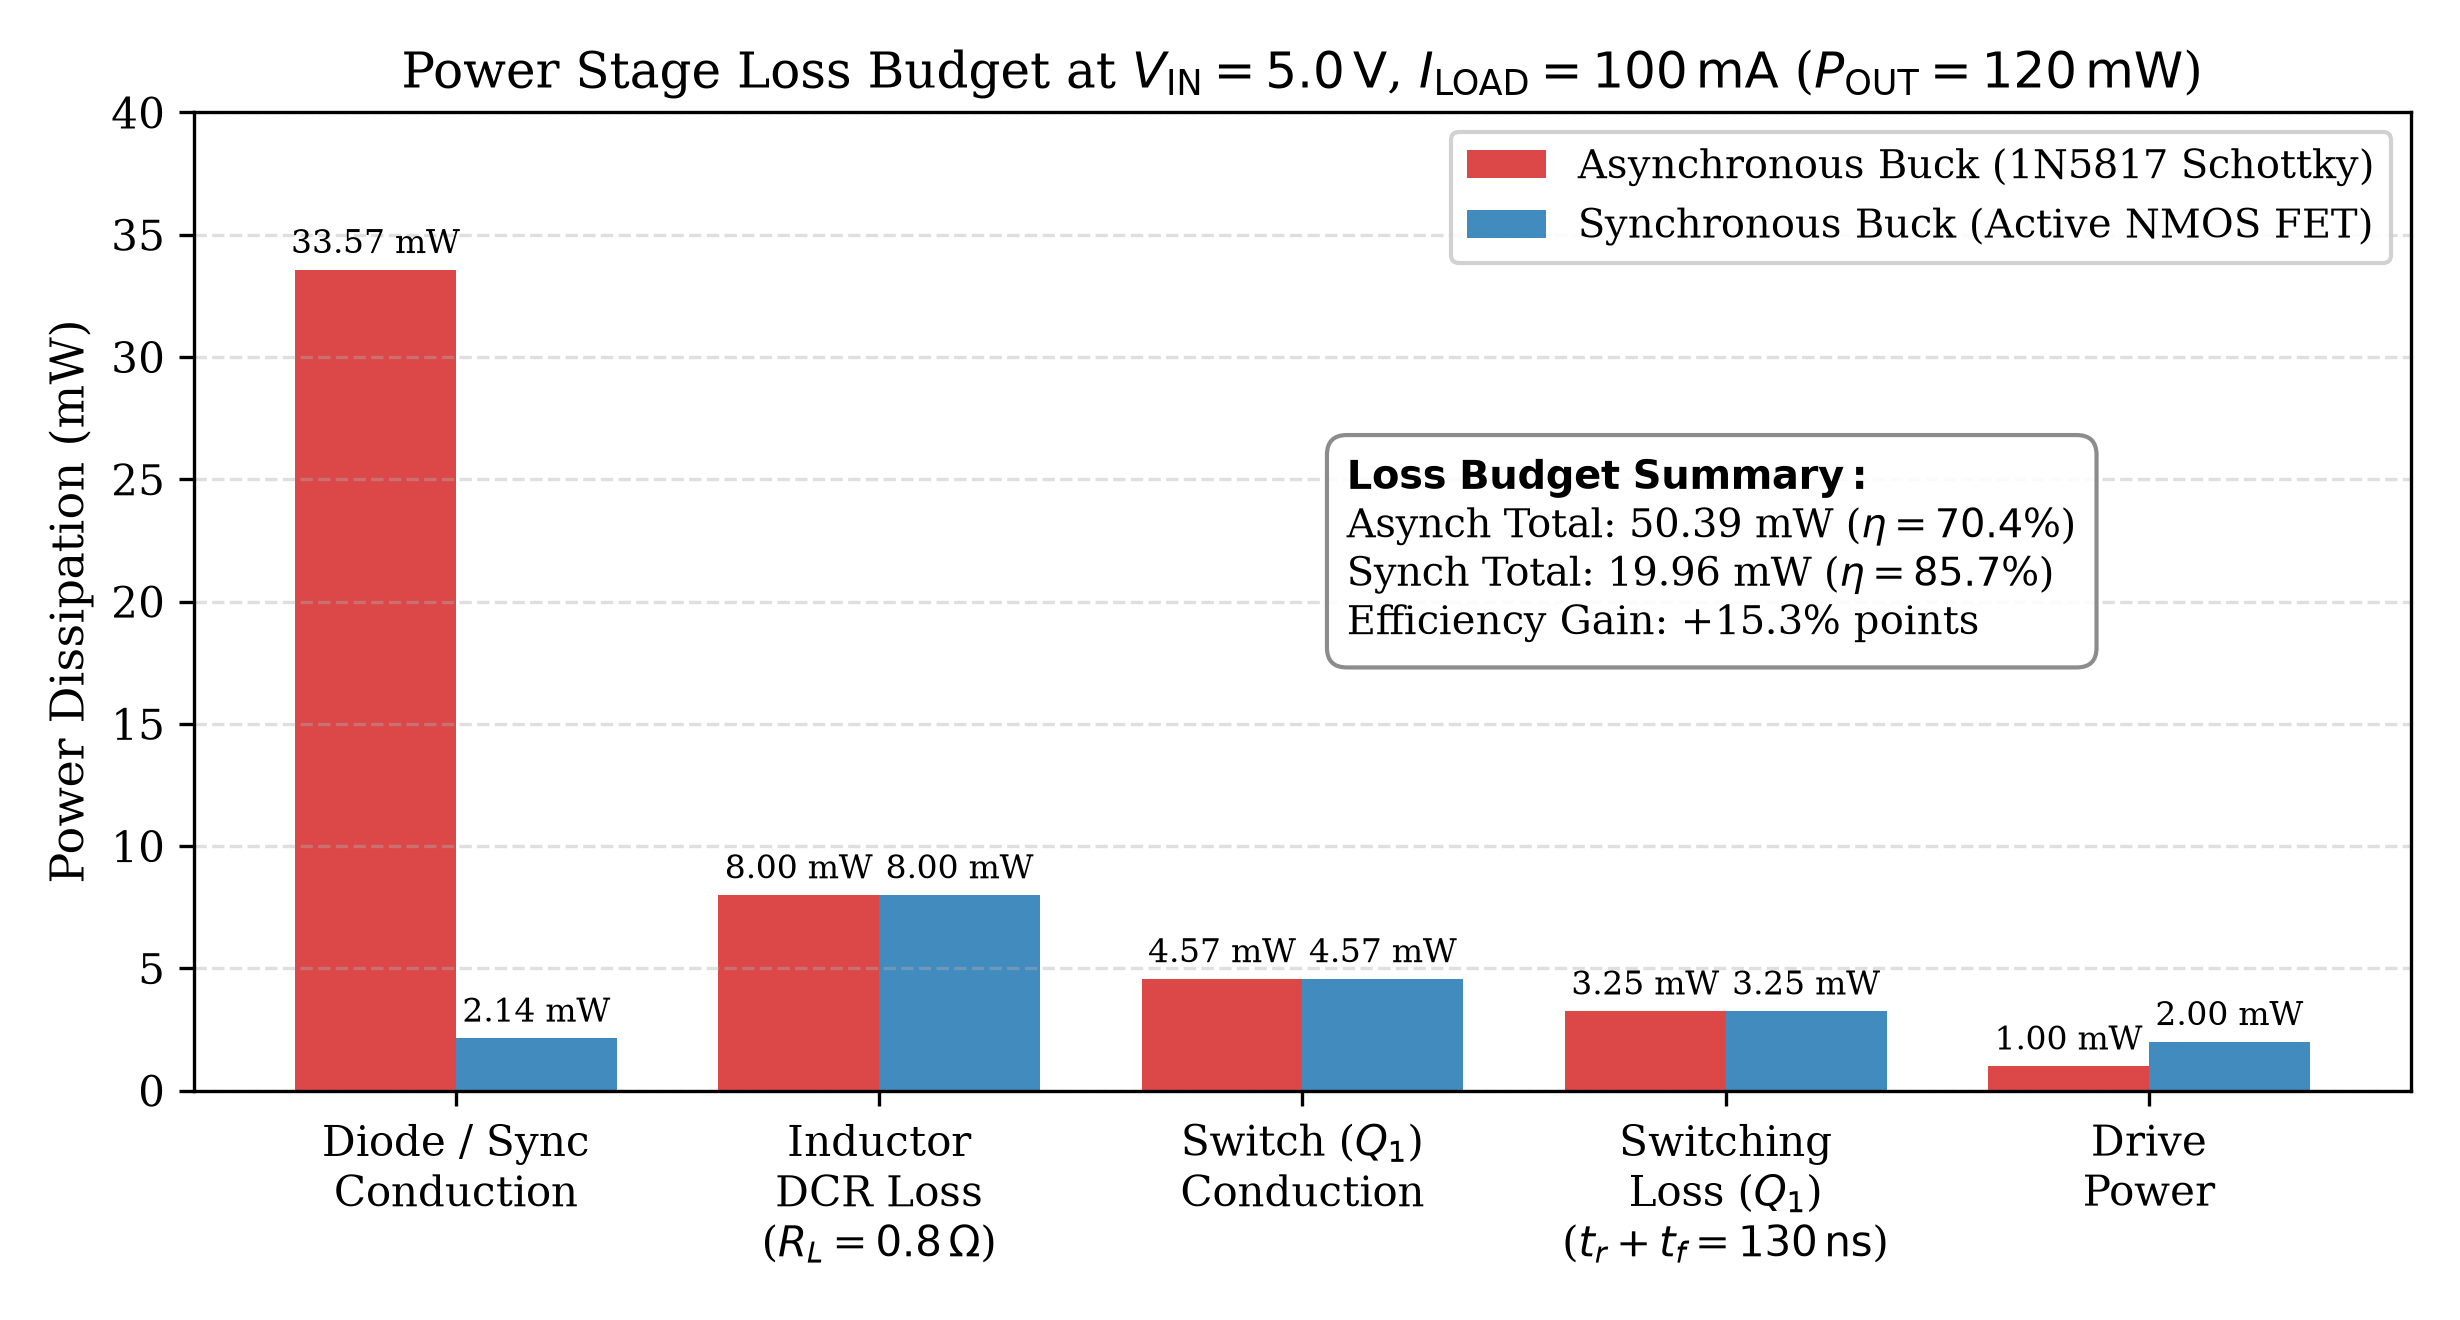 Power Stage Loss Budget at V_IN = 5.0 V, I_LOAD = 100 mA (P_OUT = 120 mW)
Asynchronous Buck (1N5817 Schottky)
Synchronous Buck (Active NMOS FET)
Power Dissipation (mW)
40
35
30
25
20
15
10
5
0
33.57 mW
2.14 mW
8.00 mW
8.00 mW
4.57 mW
4.57 mW
3.25 mW
3.25 mW
1.00 mW
2.00 mW
Loss Budget Summary:
Asynch Total: 50.39 mW (η = 70.4%)
Synch Total: 19.96 mW (η = 85.7%)
Efficiency Gain: +15.3% points
Diode / Sync
Conduction
Inductor
DCR Loss
(R_L = 0.8 Ω)
Switch (Q₁)
Conduction
Switching
Loss (Q₁)
(t_r + t_f = 130 ns)
Drive
Power